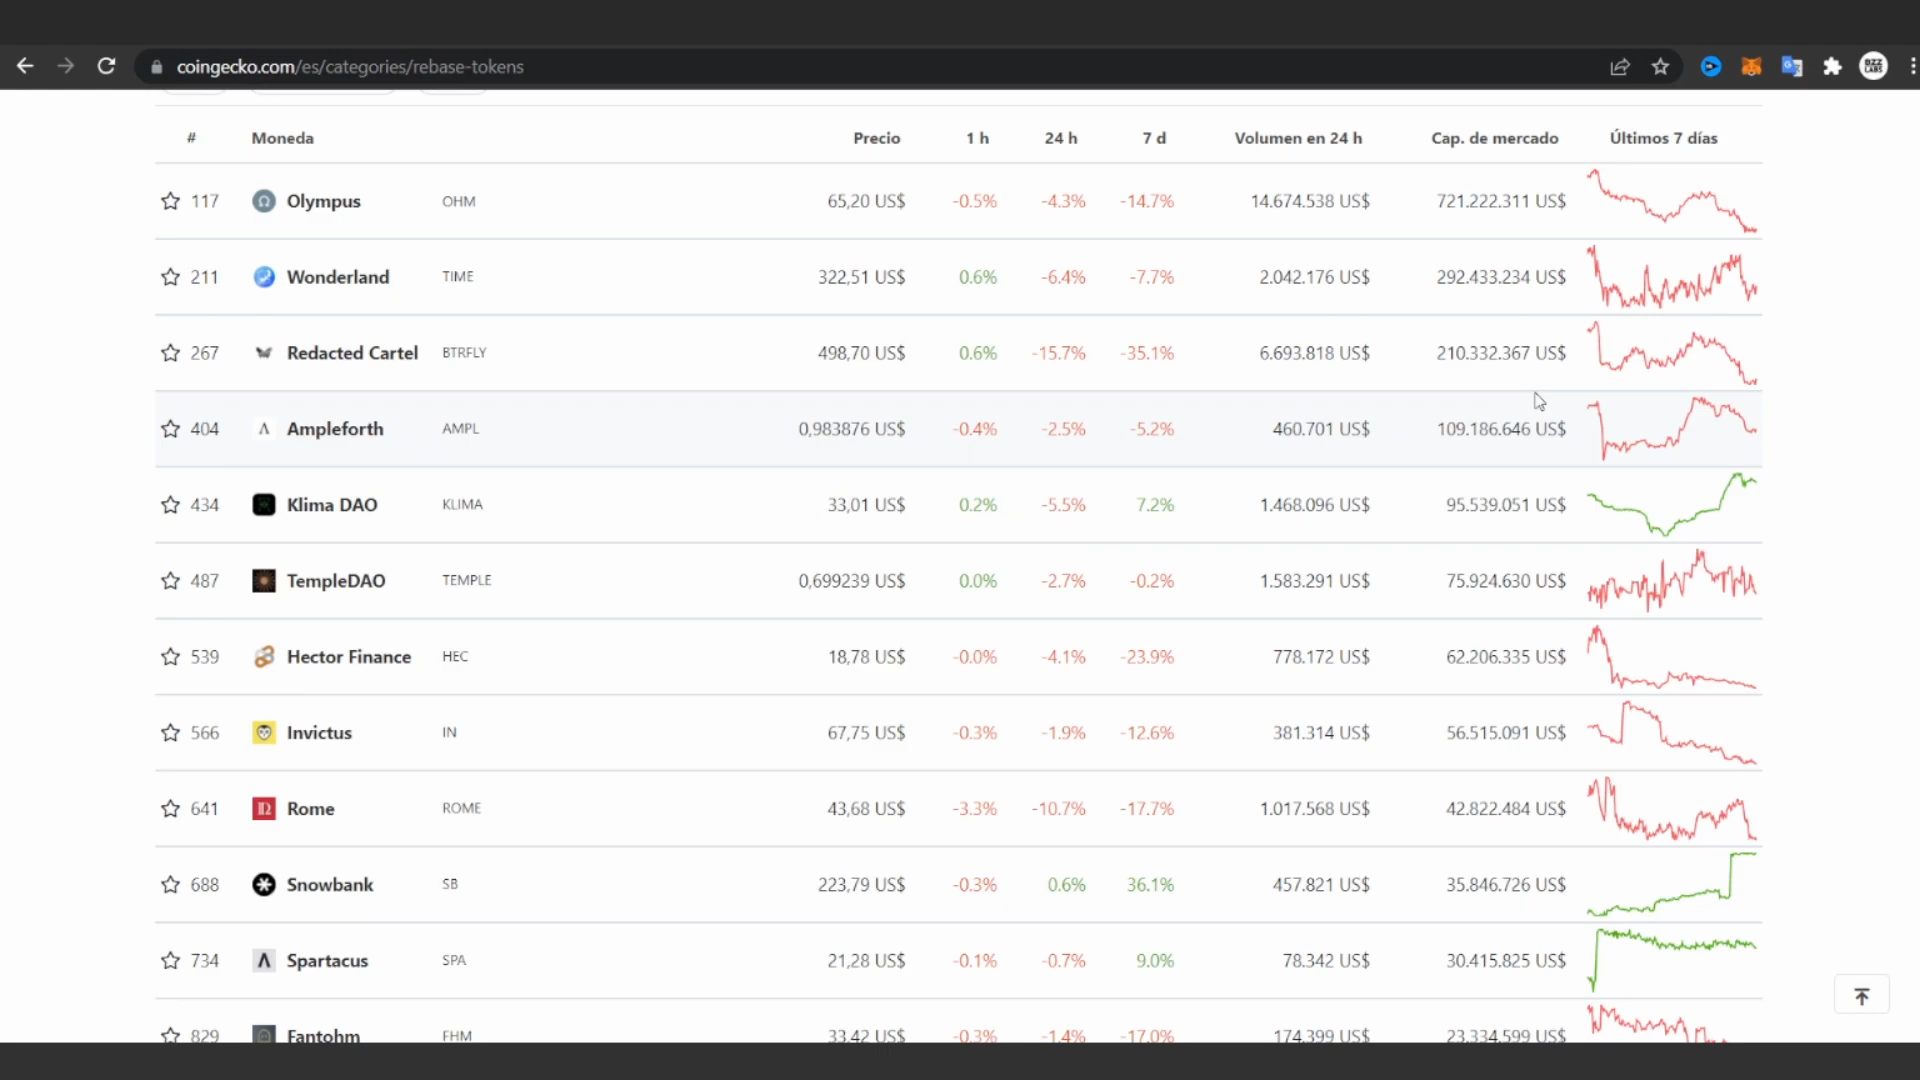 coingecko.com/es/categories/rebase-tokens
BZZ LABS
# Moneda Precio 1 h 24 h 7 d Volumen en 24 h Cap. de mercado Últimos 7 días
117 Olympus OHM 65,20 US$ -0.5% -4.3% -14.7% 14.674.538 US$ 721.222.311 US$
211 Wonderland TIME 322,51 US$ 0.6% -6.4% -7.7% 2.042.176 US$ 292.433.234 US$
267 Redacted Cartel BTRFLY 498,70 US$ 0.6% -15.7% -35.1% 6.693.818 US$ 210.332.367 US$
404 Ampleforth AMPL 0,983876 US$ -0.4% -2.5% -5.2% 460.701 US$ 109.186.646 US$
434 Klima DAO KLIMA 33,01 US$ 0.2% -5.5% 7.2% 1.468.096 US$ 95.539.051 US$
487 TempleDAO TEMPLE 0,699239 US$ 0.0% -2.7% -0.2% 1.583.291 US$ 75.924.630 US$
539 Hector Finance HEC 18,78 US$ -0.0% -4.1% -23.9% 778.172 US$ 62.206.335 US$
566 Invictus IN 67,75 US$ -0.3% -1.9% -12.6% 381.314 US$ 56.515.091 US$
641 Rome ROME 43,68 US$ -3.3% -10.7% -17.7% 1.017.568 US$ 42.822.484 US$
688 Snowbank SB 223,79 US$ -0.3% 0.6% 36.1% 457.821 US$ 35.846.726 US$
734 Spartacus SPA 21,28 US$ -0.1% -0.7% 9.0% 78.342 US$ 30.415.825 US$
829 Fantohm FHM 33,42 US$ -0.3% -1.4% -17.0% 174.399 US$ 23.334.599 US$